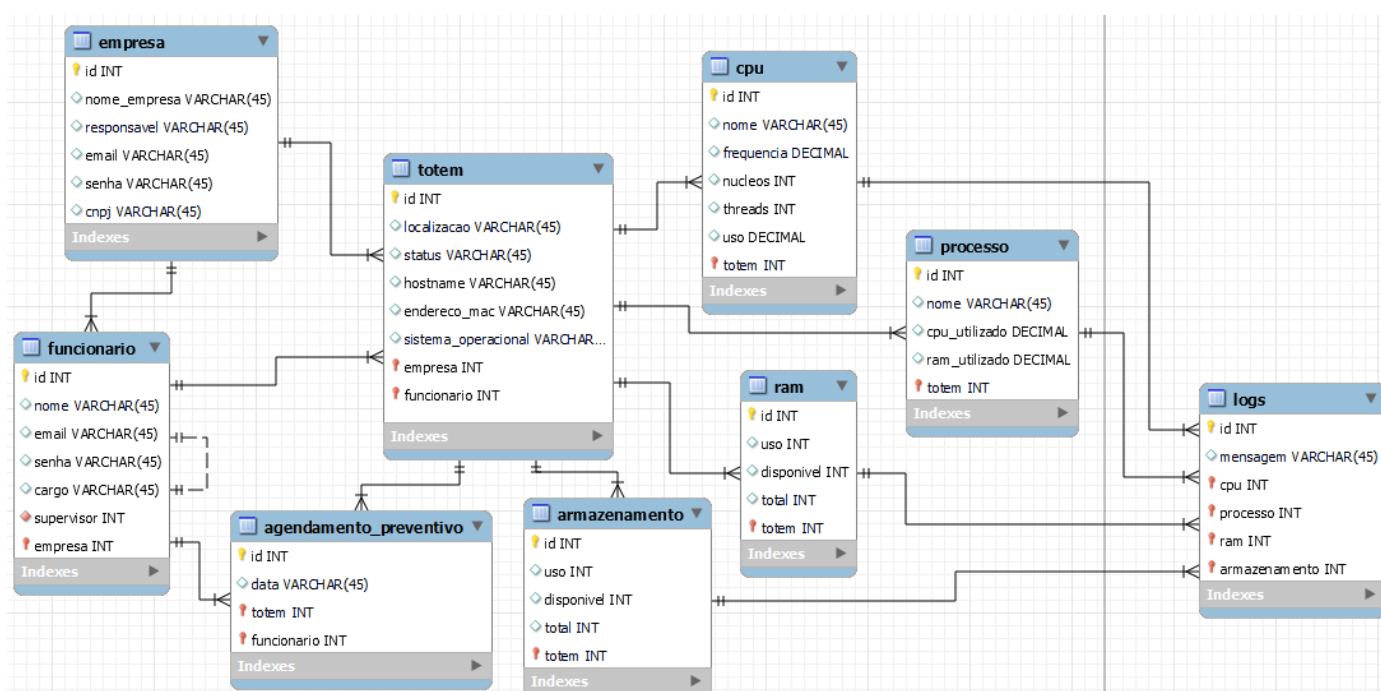 empresa
id INT
nome_empresa VARCHAR(45)
responsavel VARCHAR(45)
email VARCHAR(45)
senha VARCHAR(45)
cnpj VARCHAR(45)
Indexes
funcionario
id INT
nome VARCHAR(45)
email VARCHAR(45)
senha VARCHAR(45)
cargo VARCHAR(45)
supervisor INT
empresa INT
Indexes
totem
id INT
localizacao VARCHAR(45)
status VARCHAR(45)
hostname VARCHAR(45)
endereco_mac VARCHAR(45)
sistema_operacional VARCHAR...
empresa INT
funcionario INT
Indexes
agendamento_preventivo
id INT
data VARCHAR(45)
totem INT
funcionario INT
Indexes
armazenamento
id INT
uso INT
disponivel INT
total INT
totem INT
Indexes
cpu
id INT
nome VARCHAR(45)
frequencia DECIMAL
nucleos INT
threads INT
uso DECIMAL
totem INT
Indexes
ram
id INT
uso INT
disponivel INT
total INT
totem INT
Indexes
processo
id INT
nome VARCHAR(45)
cpu_utilizado DECIMAL
ram_utilizado DECIMAL
totem INT
Indexes
logs
id INT
mensagem VARCHAR(45)
cpu INT
processo INT
ram INT
armazenamento INT
Indexes